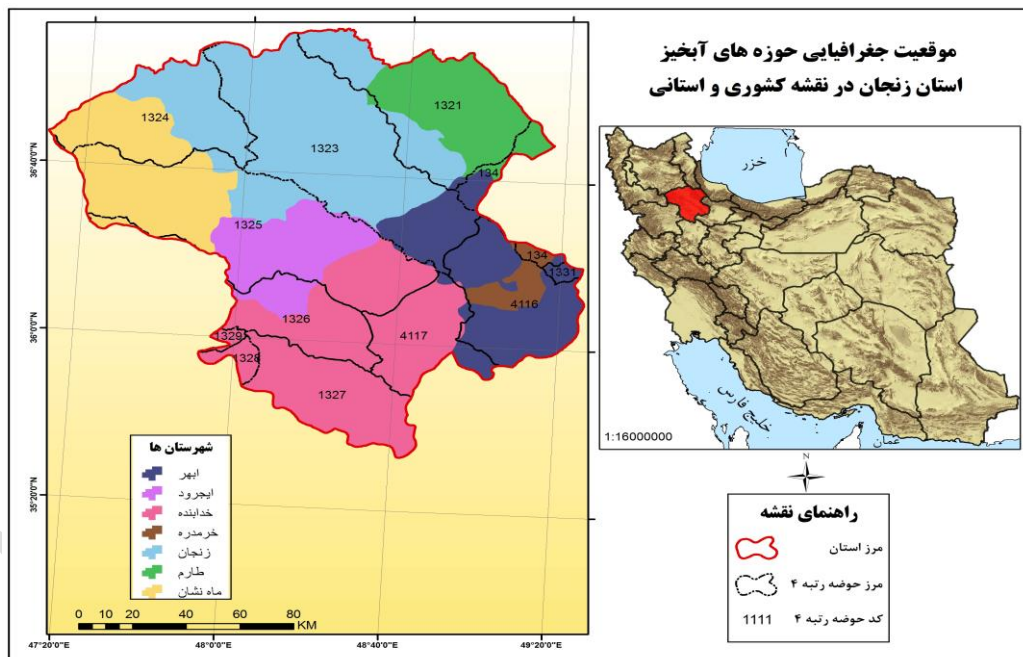 موقعیت جغرافیایی حوزه های آبخیز
استان زنجان در نقشه کشوری و استانی
خزر
خلیج فارس
عمان
1:16000000
N
راهنمای نقشه
مرز استان
مرز حوضه رتبه ۴
1111 کد حوضه رتبه ۴
1321
1324
1323
134
1325
134
1331
4116
1326
4117
1329
1328
1327
شهرستان ها
ابهر
ایجرود
خدابنده
خرمدره
زنجان
طارم
ماه نشان
0 10 20 40 60 80
KM
36°40'0"N
36°0'0"N
35°20'0"N
47°20'0"E 48°0'0"E 48°40'0"E 49°20'0"E